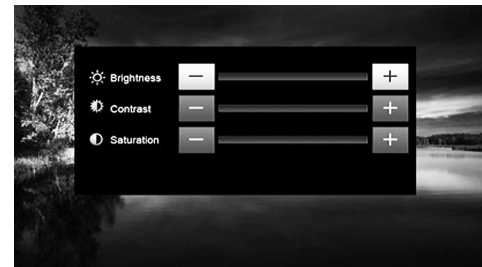 Brightness − +
Contrast − +
Saturation − +